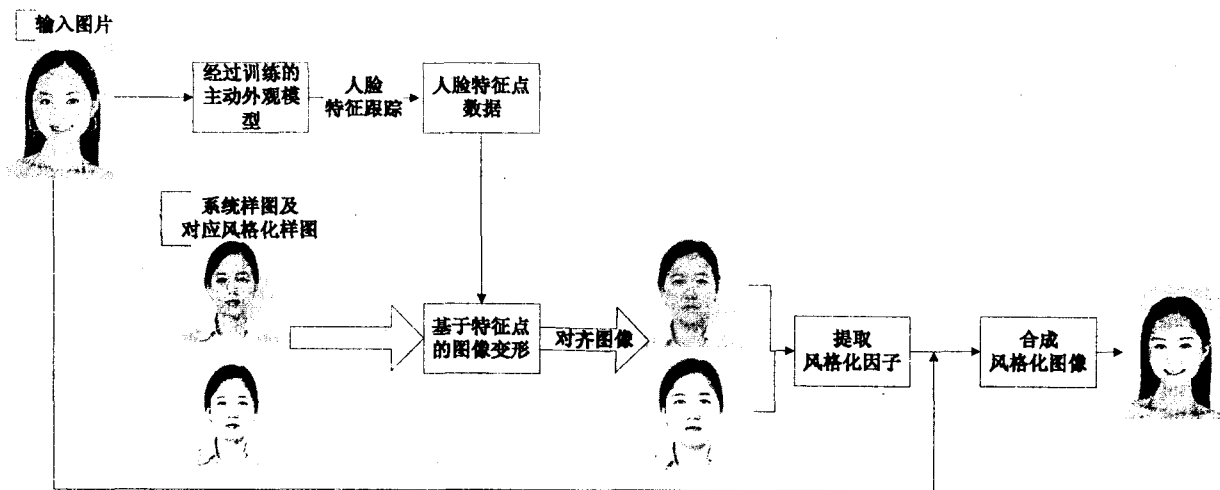 输入图片
经过训练的
主动外观模
型
人脸
特征跟踪
人脸特征点
数据
系统样图及
对应风格化样图
基于特征点
的图像变形
对齐图像
提取
风格化因子
合成
风格化图像